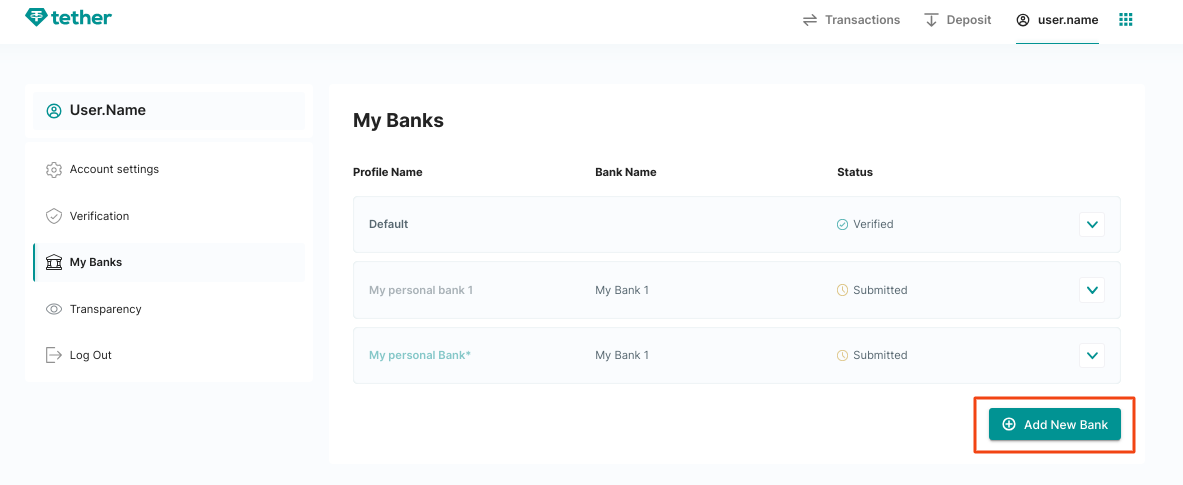 tether
Transactions Deposit user.name
User.Name
Account settings
Verification
My Banks
Transparency
Log Out
My Banks
Profile Name Bank Name Status
Default Verified
My personal bank 1 My Bank 1 Submitted
My personal Bank* My Bank 1 Submitted
Add New Bank